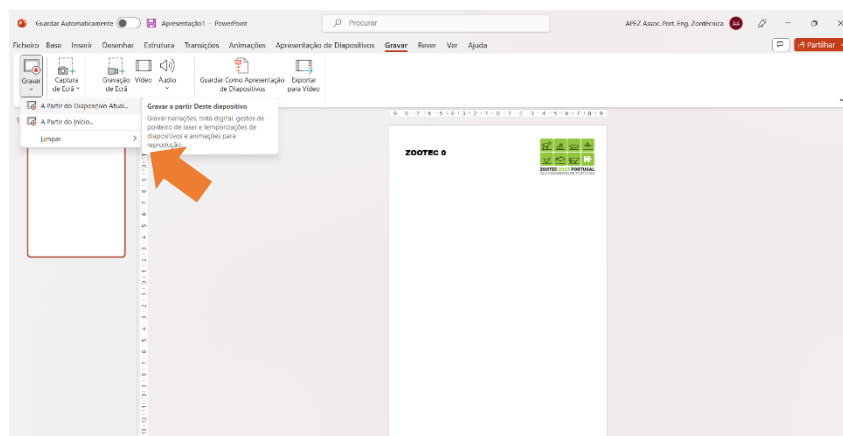 Guardar Automaticamente
Apresentação1 - PowerPoint
Procurar
APEZ Assoc. Port. Eng. Zootécnica
AA
Ficheiro Base Inserir Desenhar Estrutura Transições Animações Apresentação de Diapositivos Gravar Rever Ver Ajuda
Partilhar
Gravar
Captura
de Ecrã
Gravação
de Ecrã
Vídeo
Áudio
Guardar Como Apresentação
de Diapositivos
Exportar
para Vídeo
A Partir do Diapositivo Atual...
A Partir do Início...
Limpar
Gravar a partir Deste diapositivo
Gravar narrações, tinta digital, gestos de
ponteiro de laser e temporizações de
diapositivos e animações para
reprodução.
1
ZOOTEC 0
ZOOTEC 2022 PORTUGAL